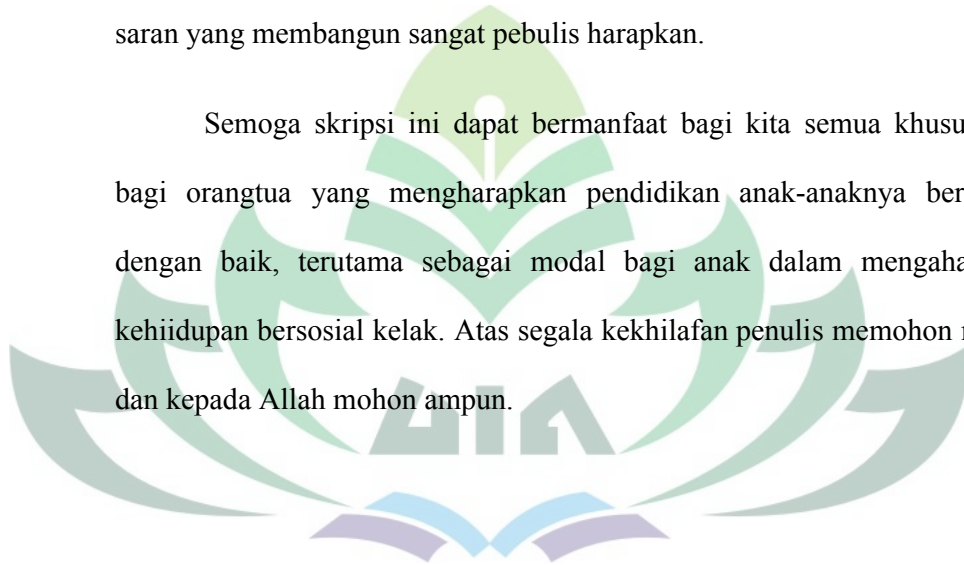 saran yang membangun sangat pebulis harapkan.
Semoga skripsi ini dapat bermanfaat bagi kita semua khusu
bagi orangtua yang mengharapkan pendidikan anak-anaknya ber
dengan baik, terutama sebagai modal bagi anak dalam mengaha
kehiidupan bersosial kelak. Atas segala kekhilafan penulis memohon
dan kepada Allah mohon ampun.
UIN